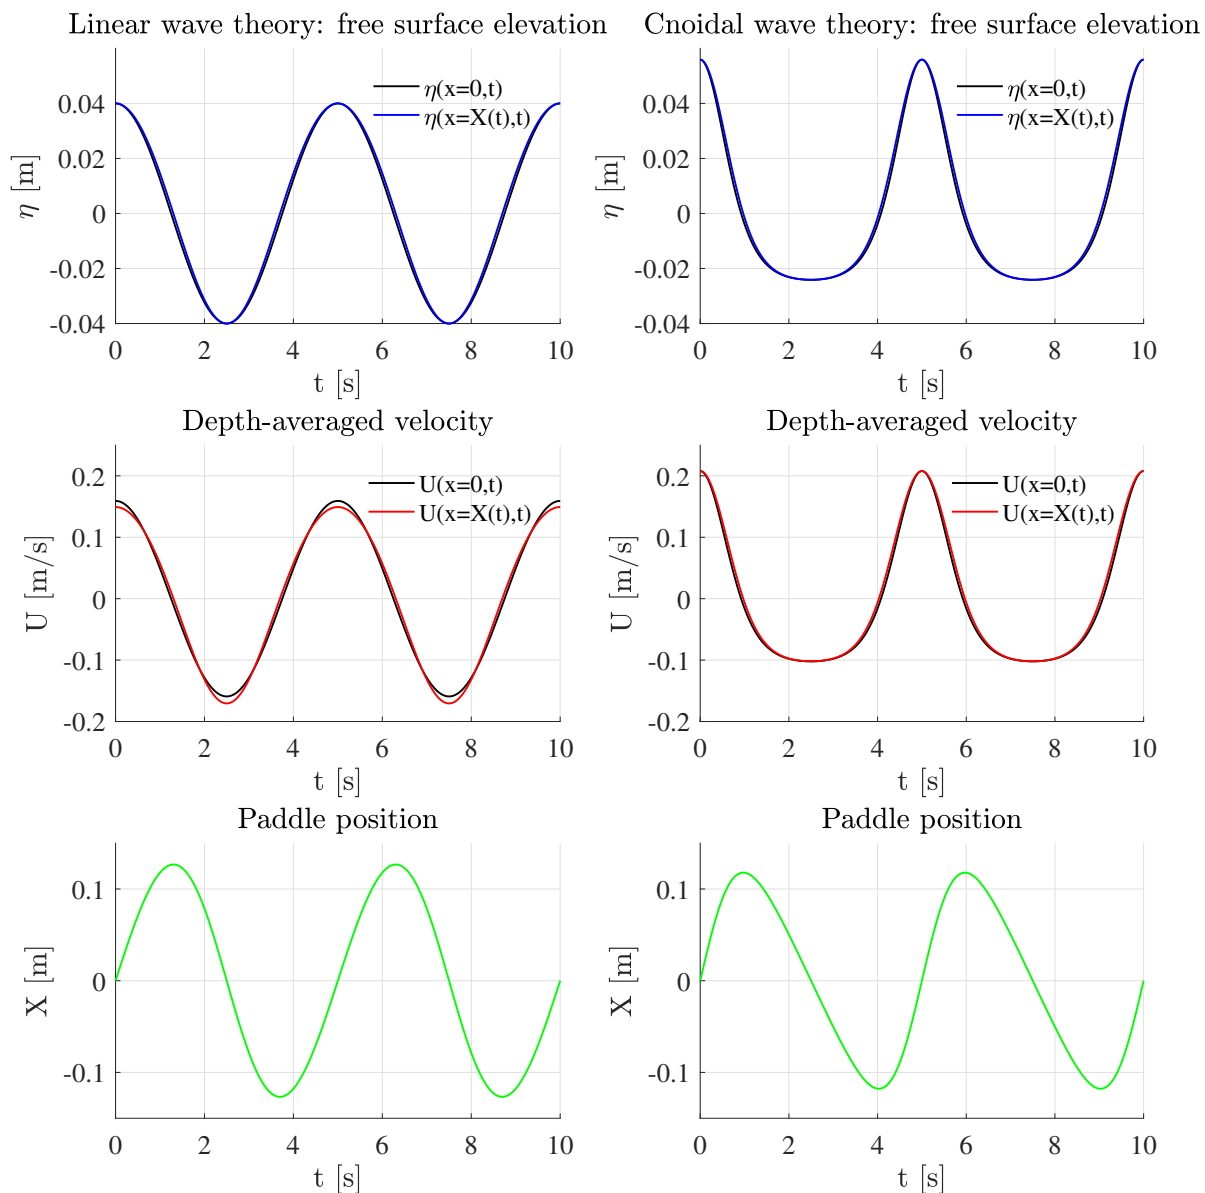 Linear wave theory: free surface elevation
η(x=0,t)
η(x=X(t),t)
0.04
0.02
0
-0.02
-0.04
η [m]
0 2 4 6 8 10
t [s]
Cnoidal wave theory: free surface elevation
η(x=0,t)
η(x=X(t),t)
0.04
0.02
0
-0.02
-0.04
η [m]
0 2 4 6 8 10
t [s]
Depth-averaged velocity
U(x=0,t)
U(x=X(t),t)
0.2
0.1
0
-0.1
-0.2
U [m/s]
0 2 4 6 8 10
t [s]
Depth-averaged velocity
U(x=0,t)
U(x=X(t),t)
0.2
0.1
0
-0.1
-0.2
U [m/s]
0 2 4 6 8 10
t [s]
Paddle position
0.1
0
-0.1
X [m]
0 2 4 6 8 10
t [s]
Paddle position
0.1
0
-0.1
X [m]
0 2 4 6 8 10
t [s]